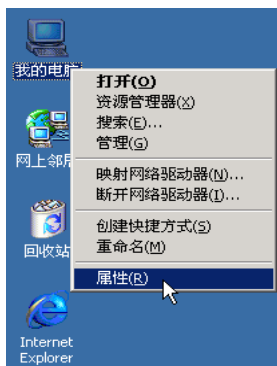 我的电脑
打开(O)
资源管理器(X)
搜索(E)...
管理(G)
映射网络驱动器(N)...
断开网络驱动器(I)...
创建快捷方式(S)
重命名(M)
属性(R)
网上邻居
回收站
Internet
Explorer